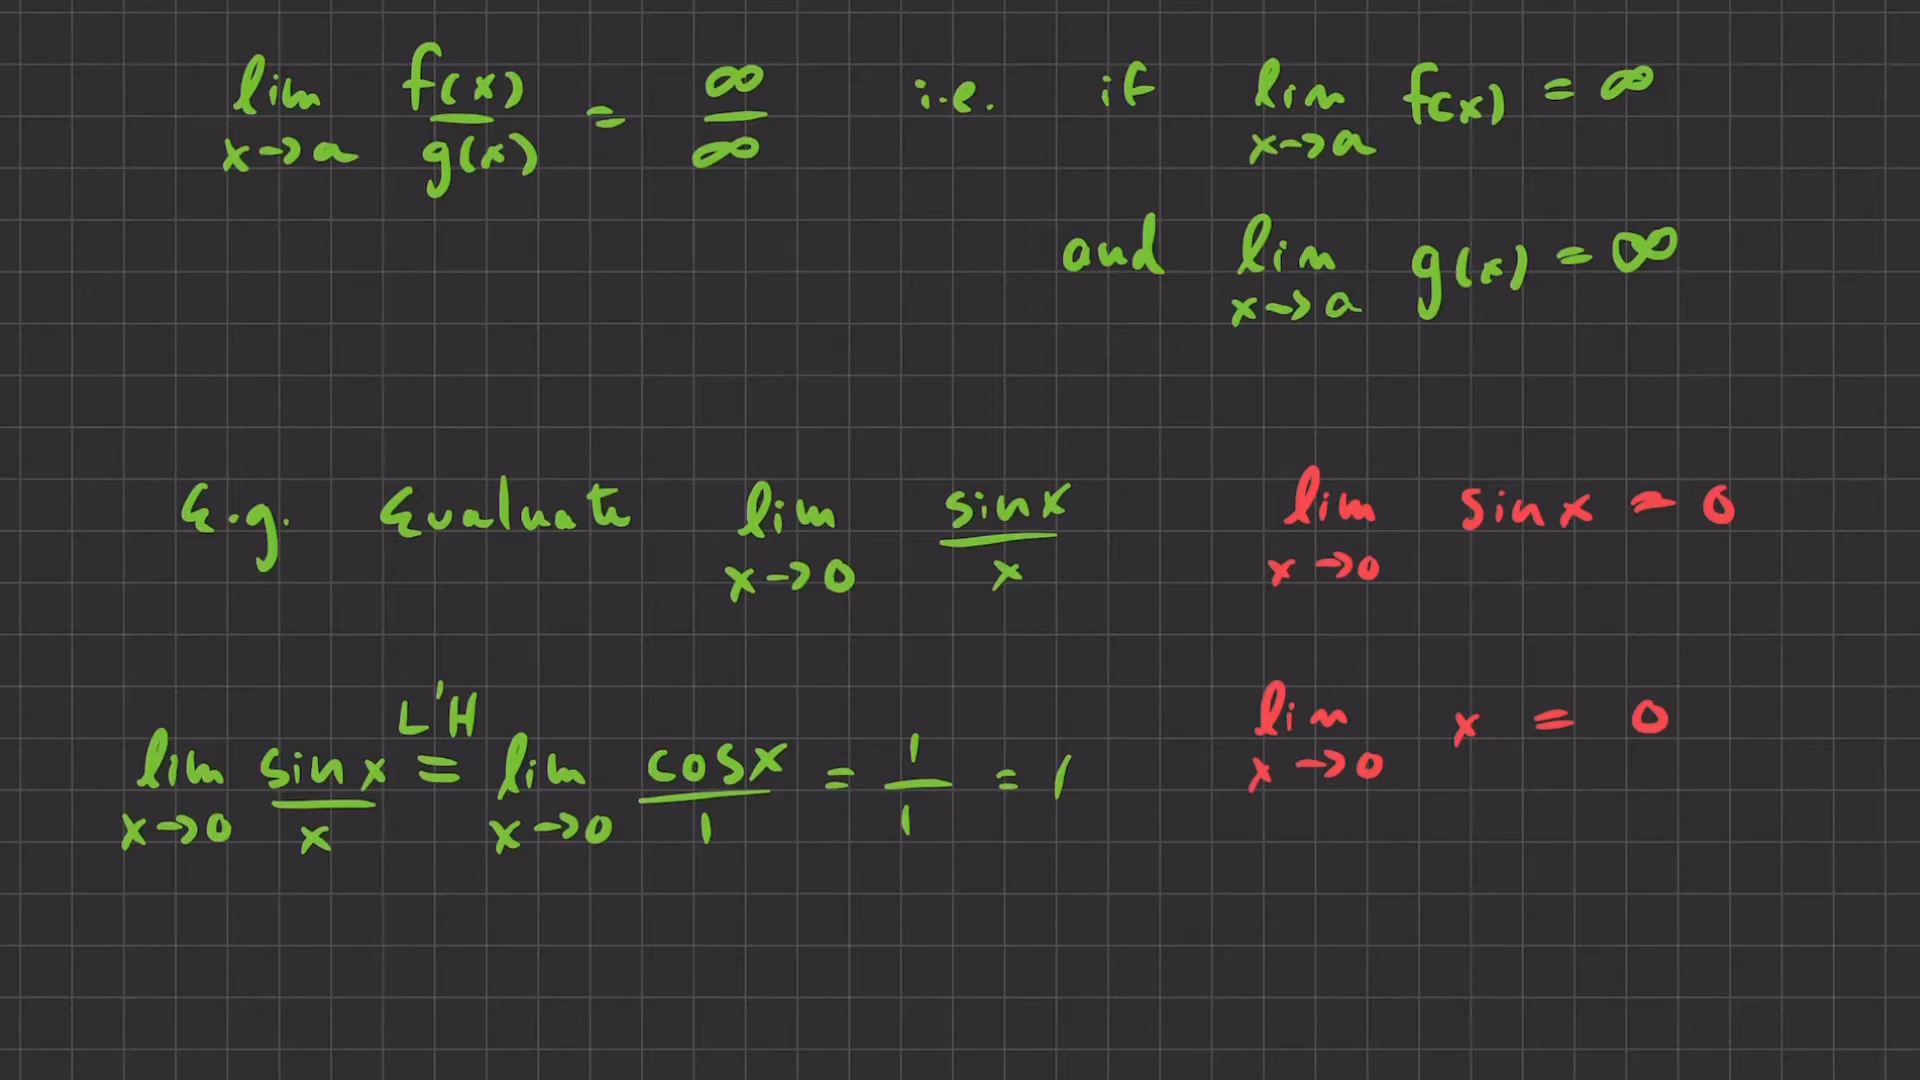 lim x→a f(x)/g(x) = ∞/∞ i.e. if lim x→a f(x) = ∞
and lim x→a g(x) = ∞
E.g. Evaluate lim x→0 sinx/x lim x→0 sinx = 0
lim x→0 sinx/x L'H = lim x→0 cosx/1 = 1/1 = 1 lim x→0 x = 0